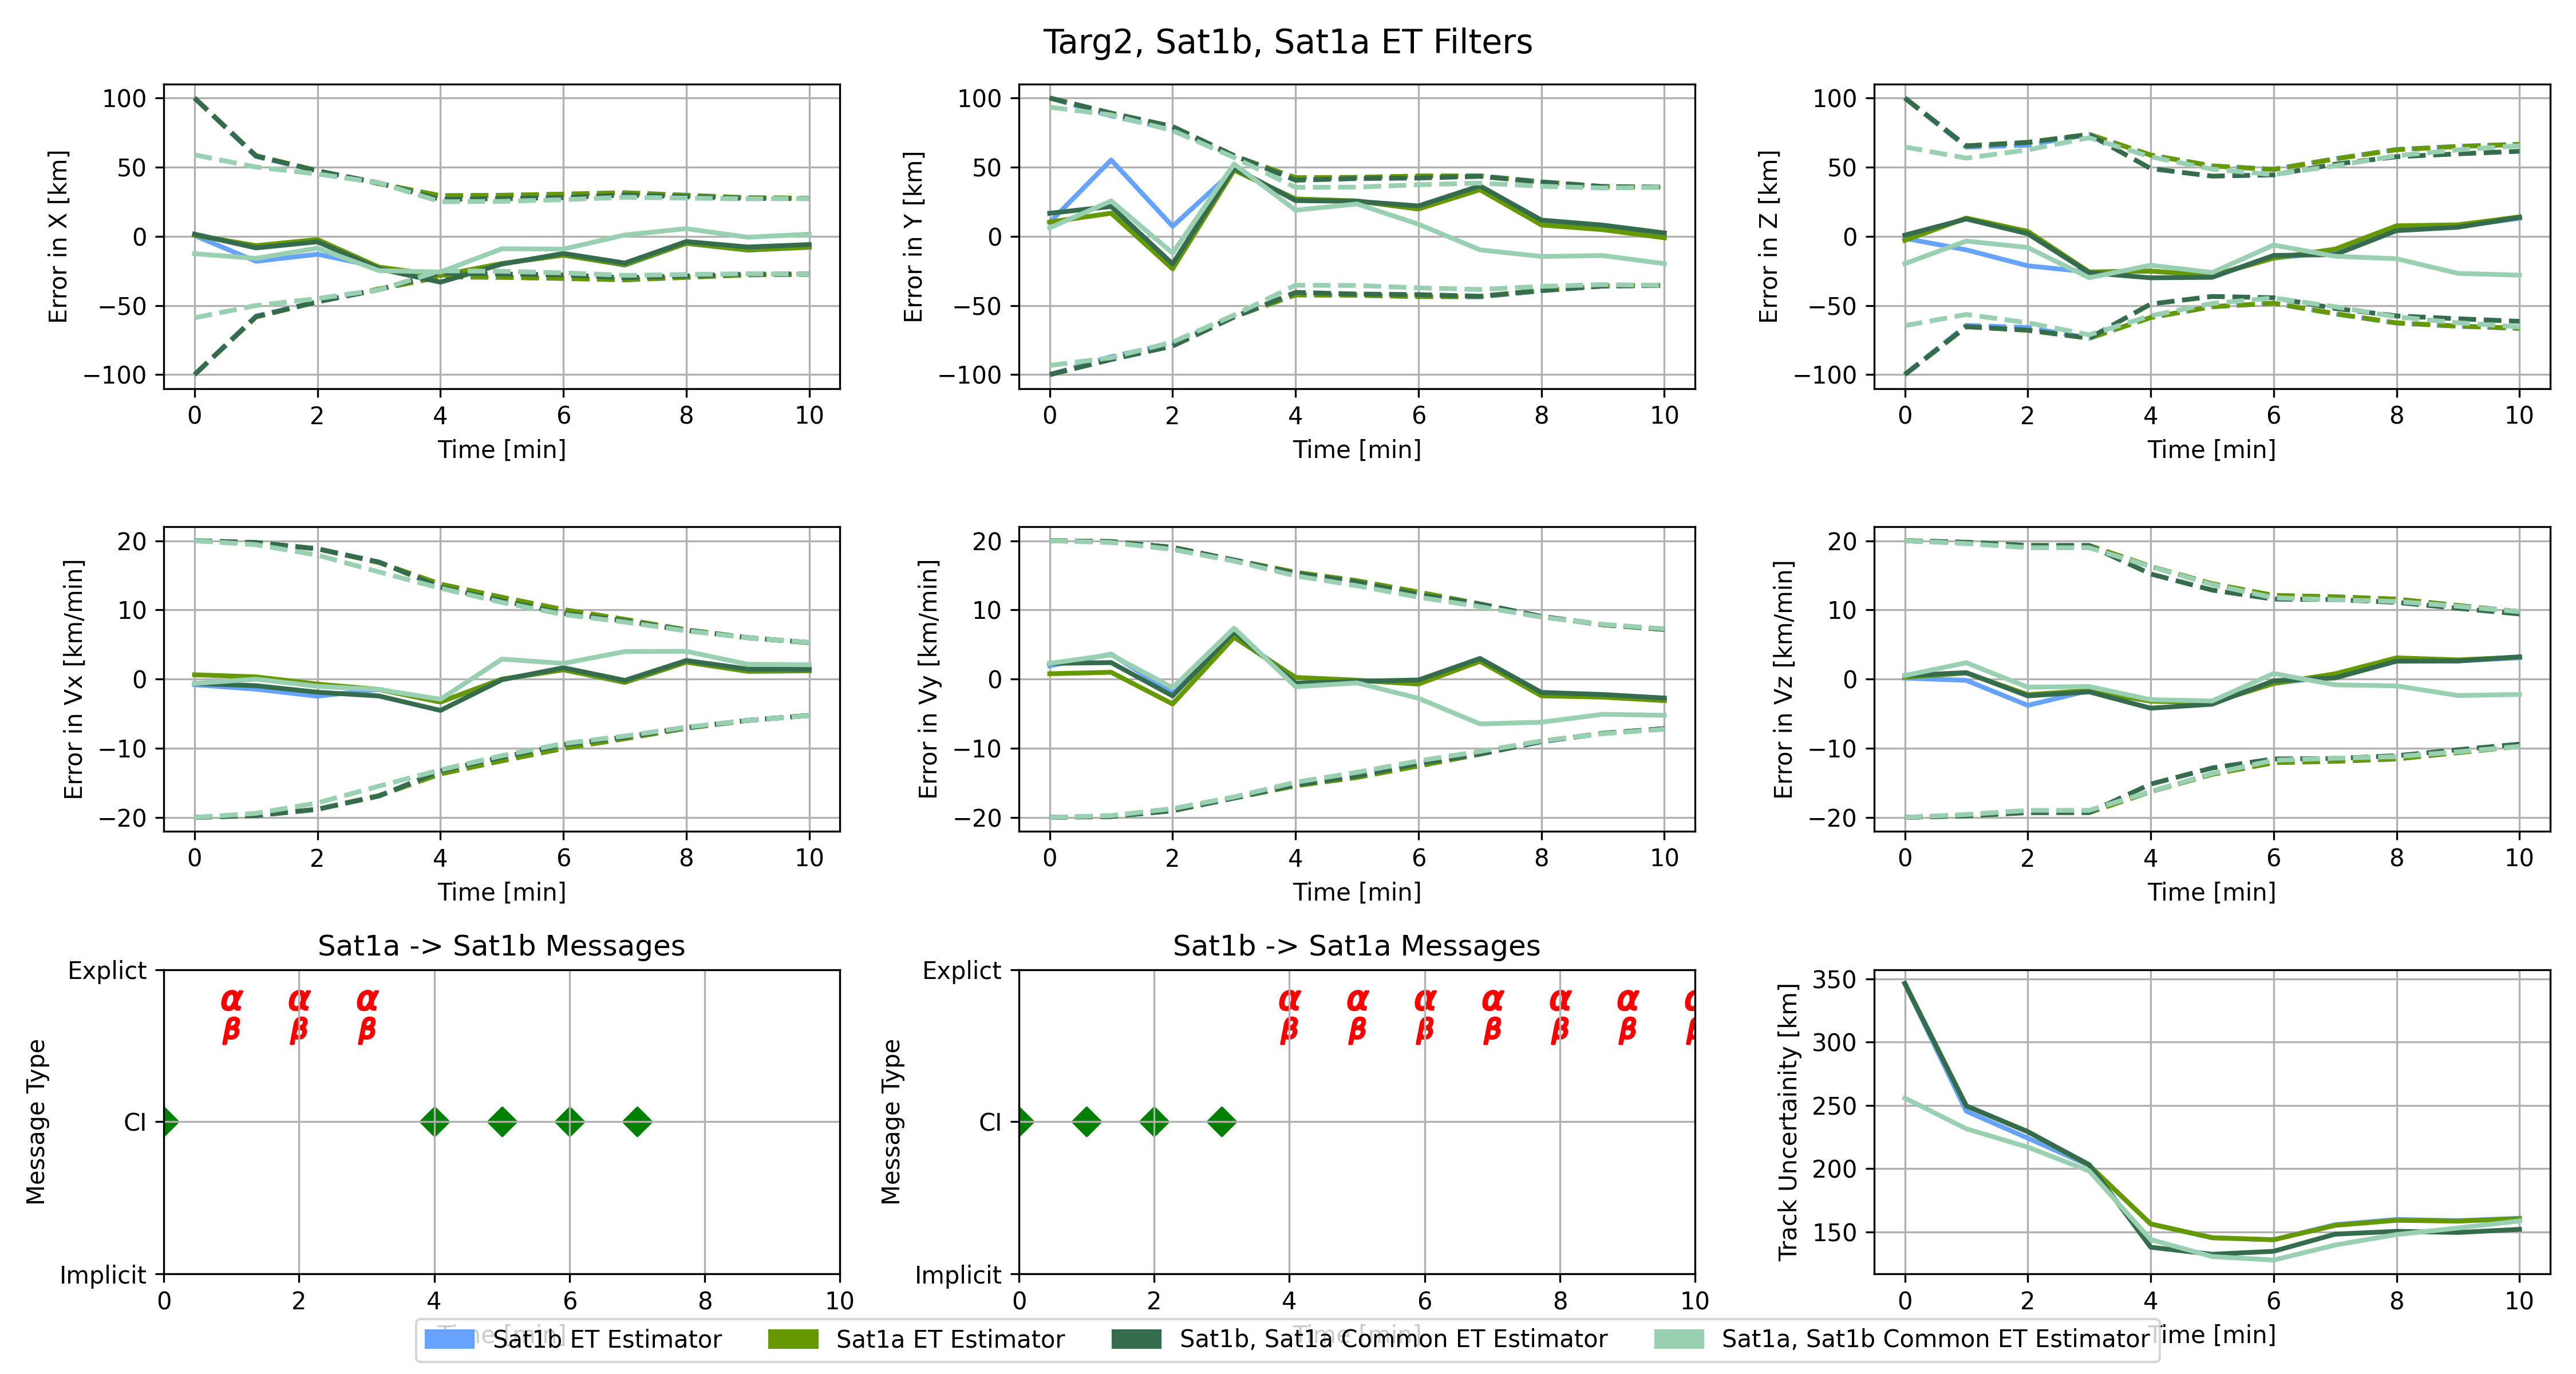 Targ2, Sat1b, Sat1a ET Filters
Error in X [km]
100
50
0
−50
−100
0 2 4 6 8 10
Time [min]
Error in Y [km]
100
50
0
−50
−100
0 2 4 6 8 10
Time [min]
Error in Z [km]
100
50
0
−50
−100
0 2 4 6 8 10
Time [min]
Error in Vx [km/min]
20
10
0
−10
−20
0 2 4 6 8 10
Time [min]
Error in Vy [km/min]
20
10
0
−10
−20
0 2 4 6 8 10
Time [min]
Error in Vz [km/min]
20
10
0
−10
−20
0 2 4 6 8 10
Time [min]
Sat1a -> Sat1b Messages
Message Type
Explict
α α α
β β β
CI
Implicit
0 2 4 6 8 10
Time [min]
Sat1b -> Sat1a Messages
Message Type
Explict
α α α α α α α
β β β β β β β
CI
Implicit
0 2 4 6 8 10
Time [min]
Track Uncertainity [km]
350
300
250
200
150
0 2 4 6 8 10
Time [min]
Sat1b ET Estimator Sat1a ET Estimator Sat1b, Sat1a Common ET Estimator Sat1a, Sat1b Common ET Estimator